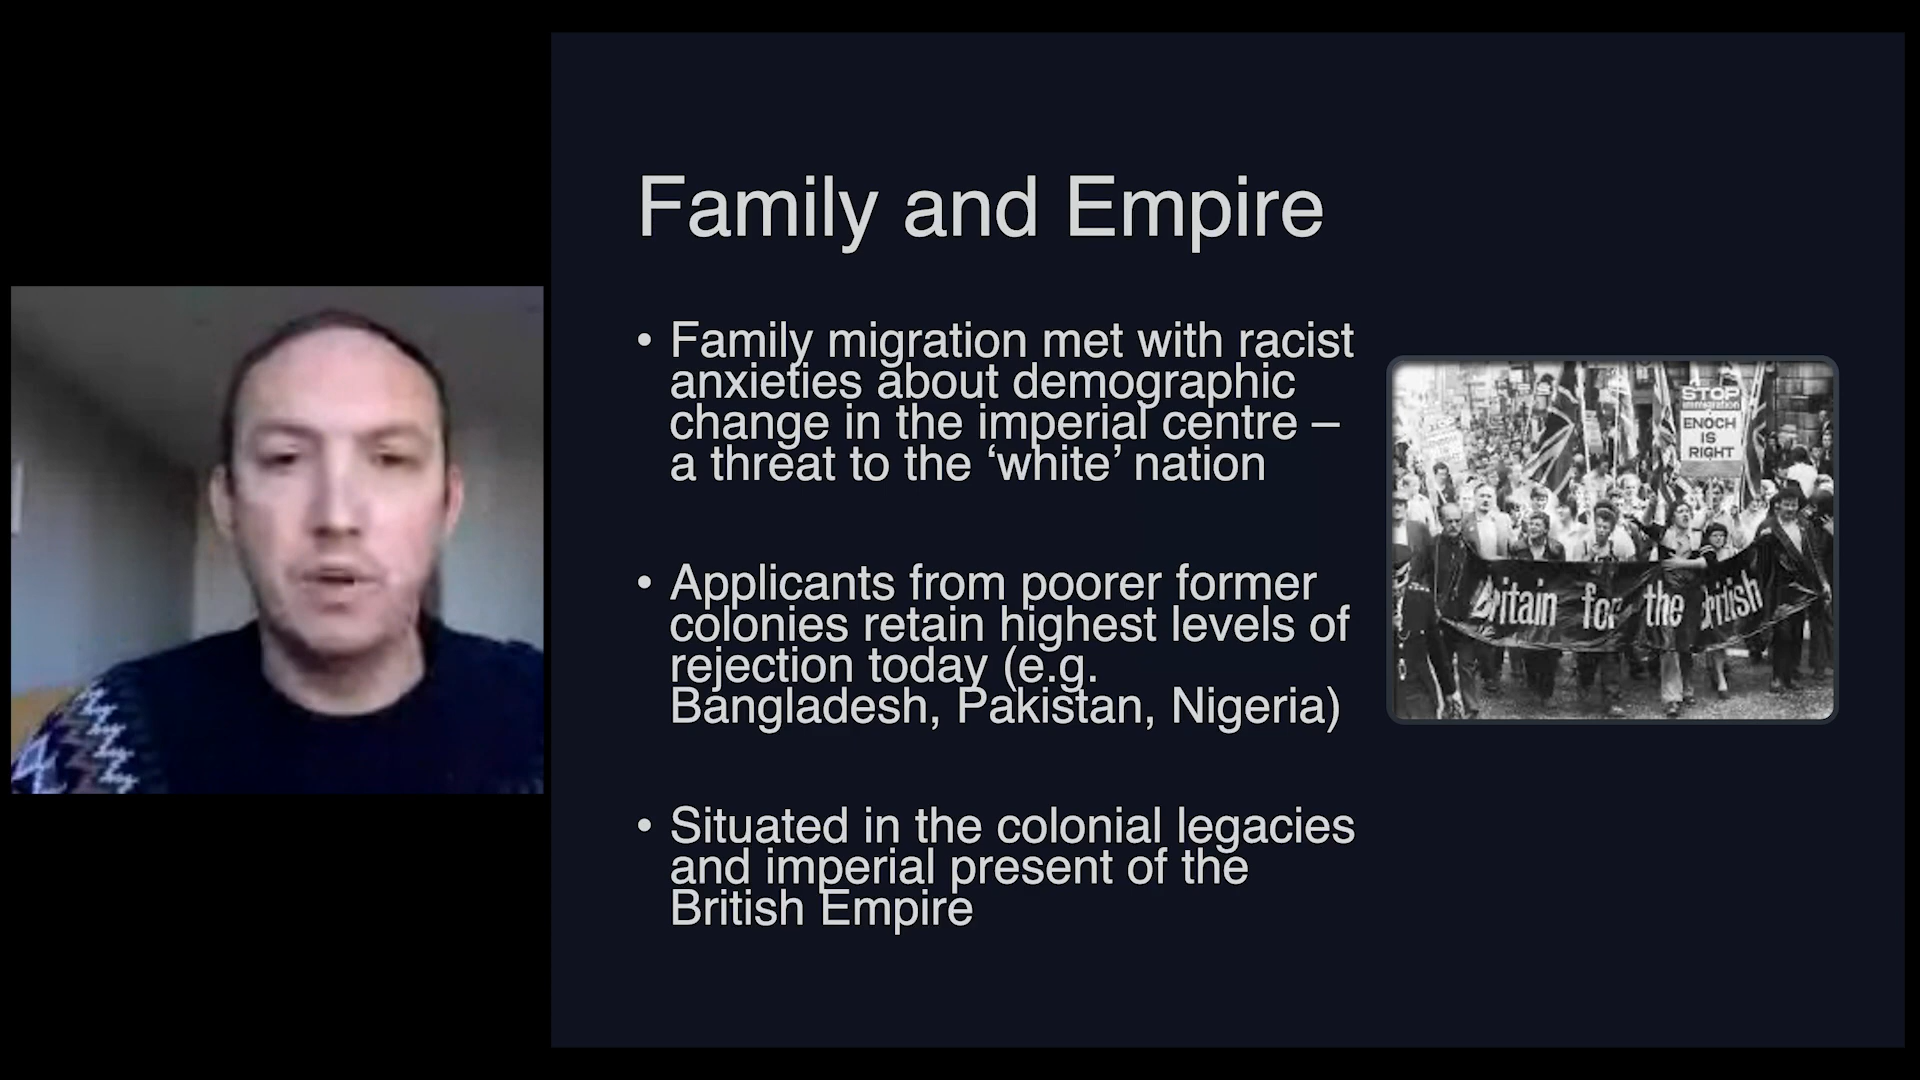 Family and Empire
• Family migration met with racist
anxieties about demographic
change in the imperial centre –
a threat to the ‘white’ nation
• Applicants from poorer former
colonies retain highest levels of
rejection today (e.g.
Bangladesh, Pakistan, Nigeria)
• Situated in the colonial legacies
and imperial present of the
British Empire
STOP
immigration
ENOCH
IS
RIGHT
Britain for the British